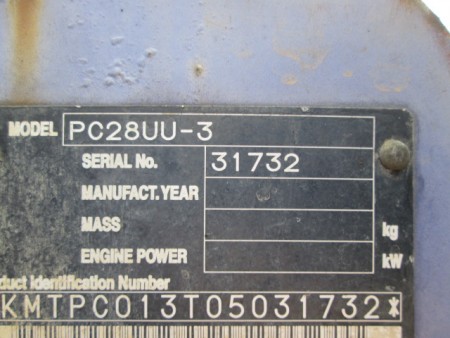 MODEL PC28UU-3
SERIAL No. 31732
MANUFACT. YEAR
MASS kg
ENGINE POWER kW
duct Identification Number
KMTPC013T05031732*